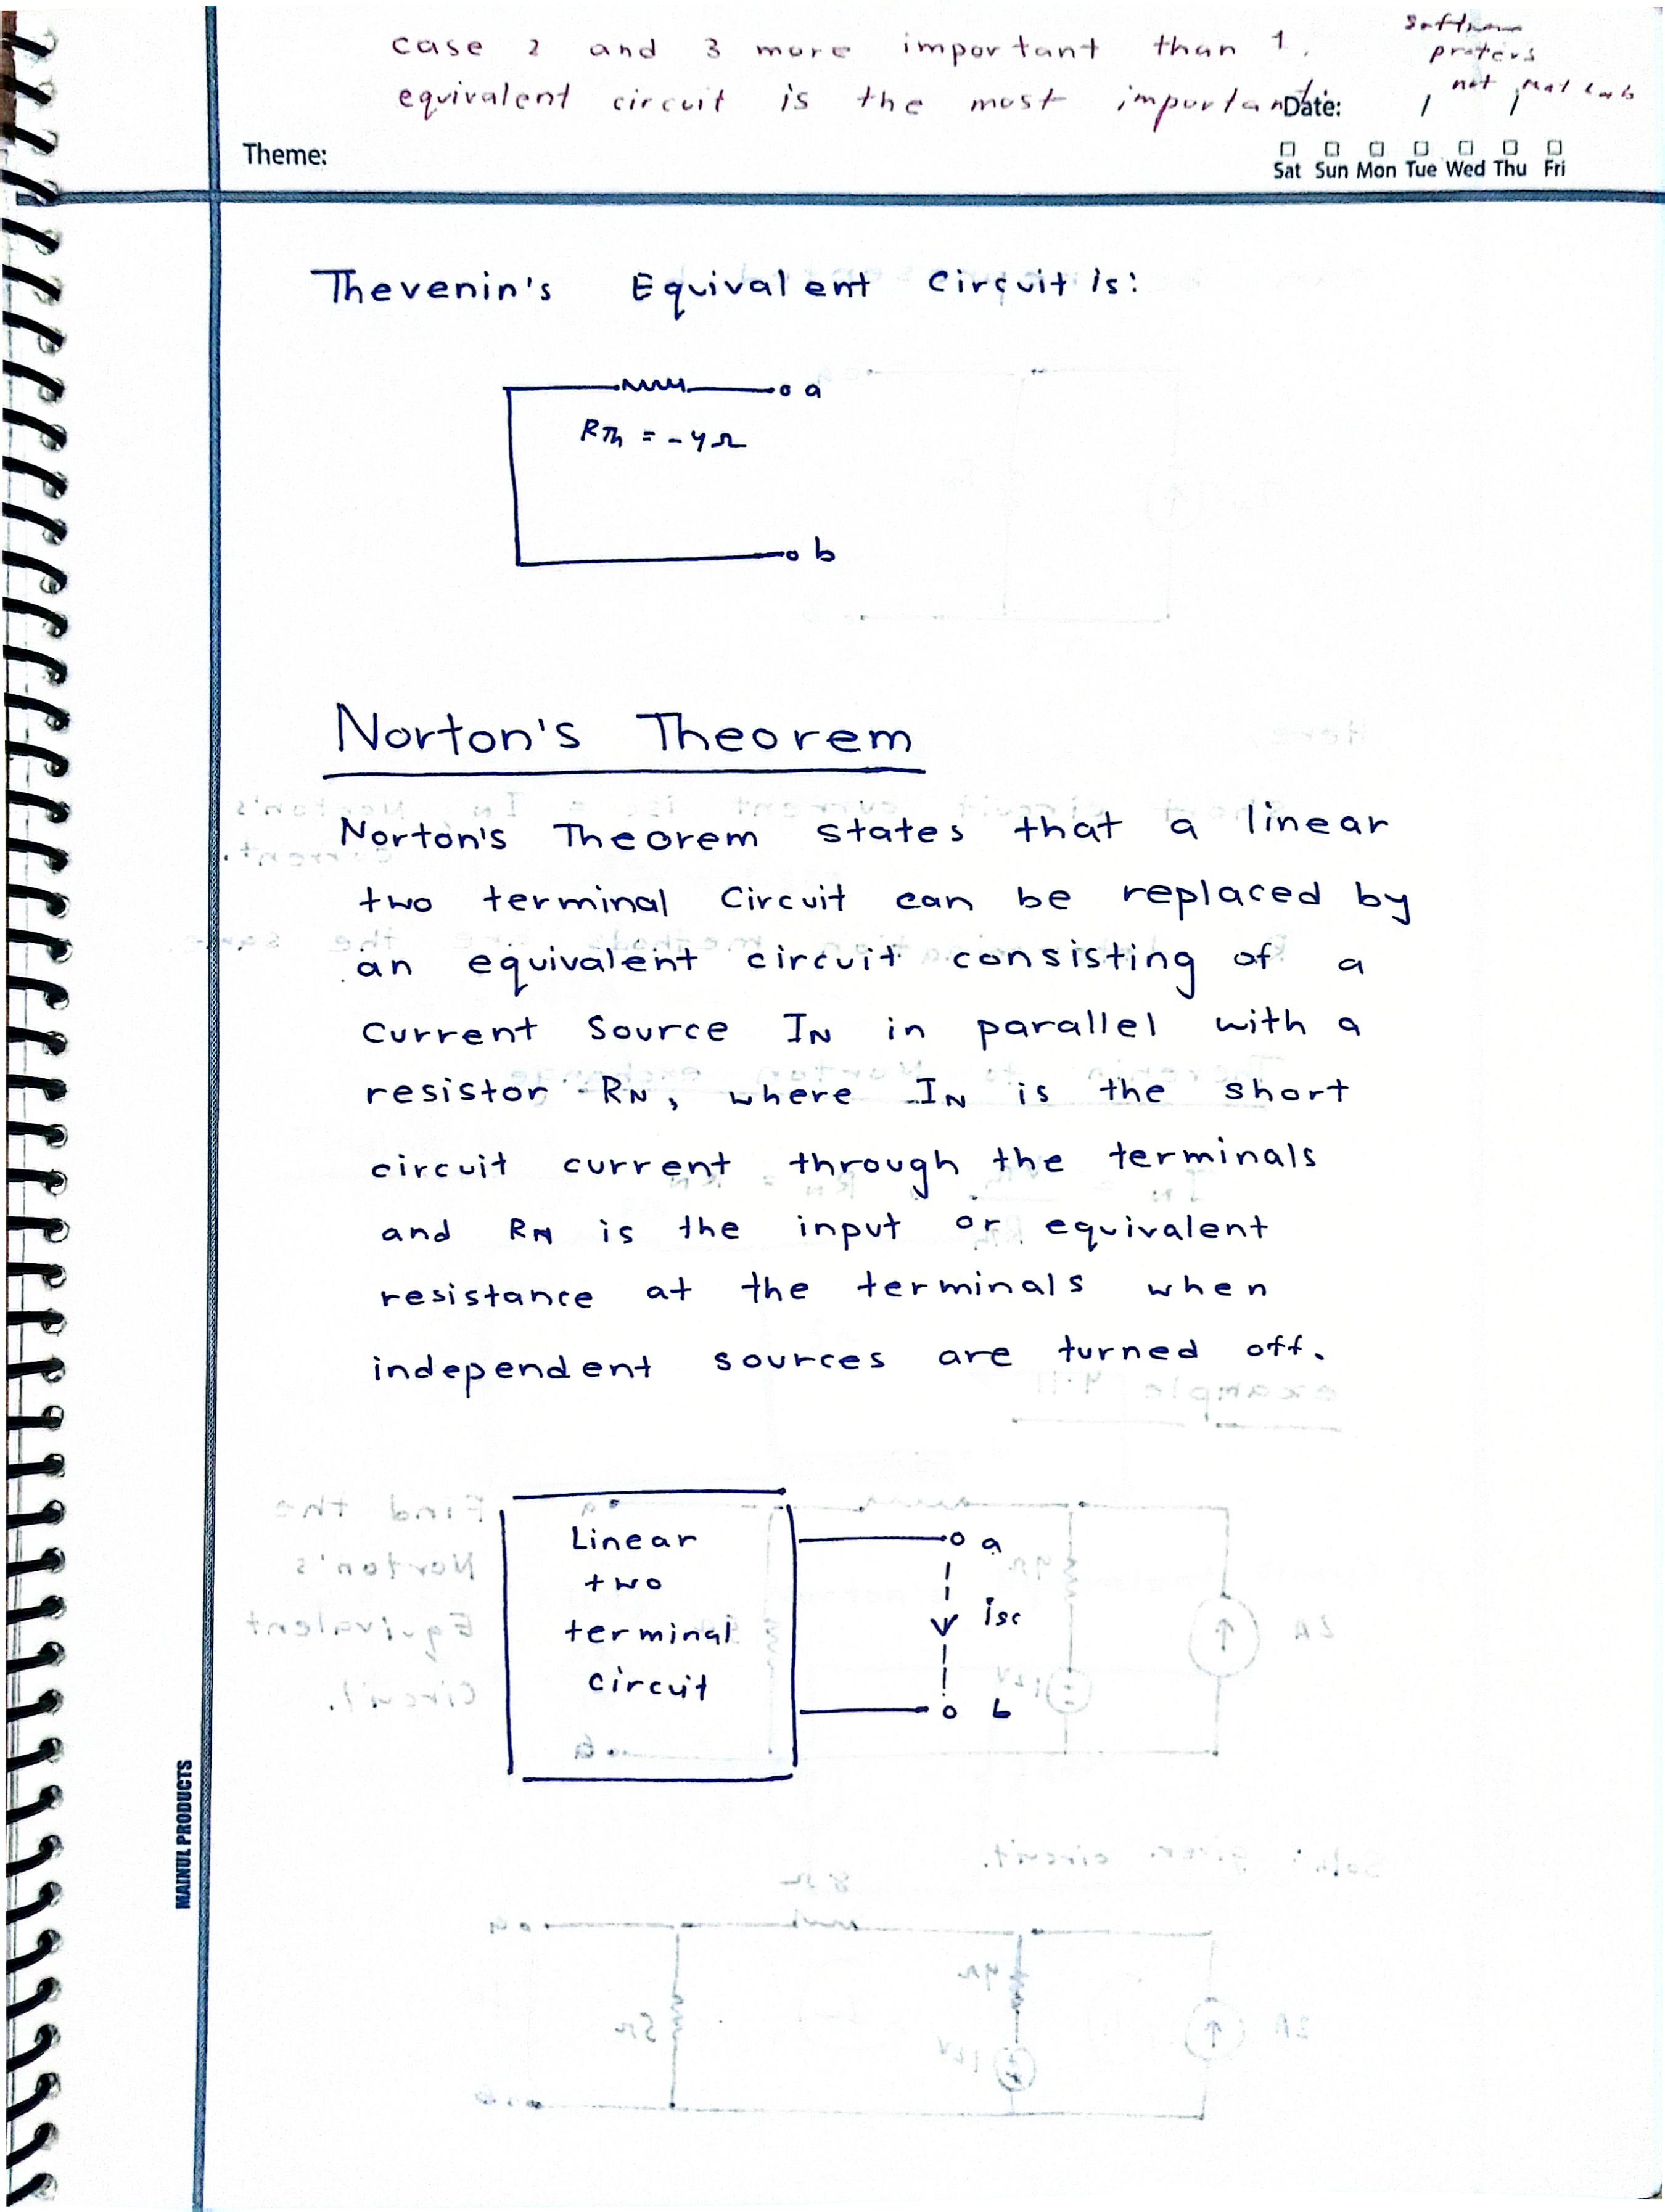 case 2 and 3 more important than 1.
equivalent circuit is the most important
proteus
not Matlab
Date: / /
Theme:
Sat Sun Mon Tue Wed Thu Fri
Thevenin's Equivalent Circuit is:
a
RTh = -4Ω
b
Norton's Theorem
Norton's Theorem states that a linear
two terminal Circuit can be replaced by
an equivalent circuit consisting of a
Current Source IN in parallel with a
resistor RN, where IN is the short
circuit current through the terminals
and RN is the input or equivalent
resistance at the terminals when
independent sources are turned off.
Linear
two
terminal
circuit
a
isc
b
MAINUL PRODUCTS